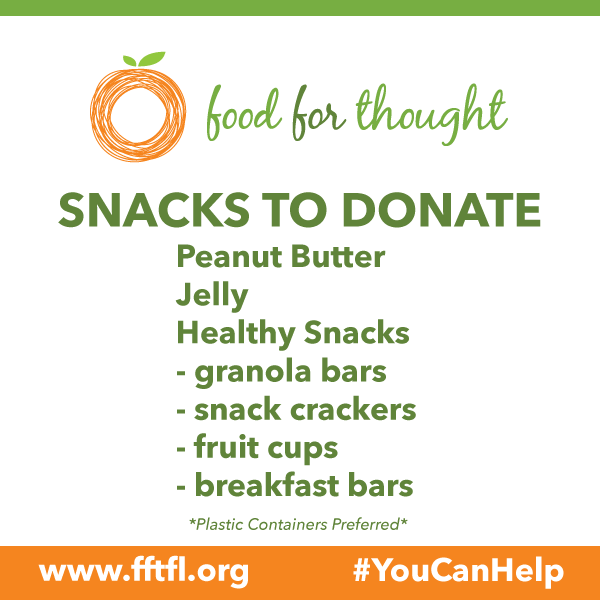 food for thought
SNACKS TO DONATE
Peanut Butter
Jelly
Healthy Snacks
- granola bars
- snack crackers
- fruit cups
- breakfast bars
*Plastic Containers Preferred*
www.fftfl.org #YouCanHelp